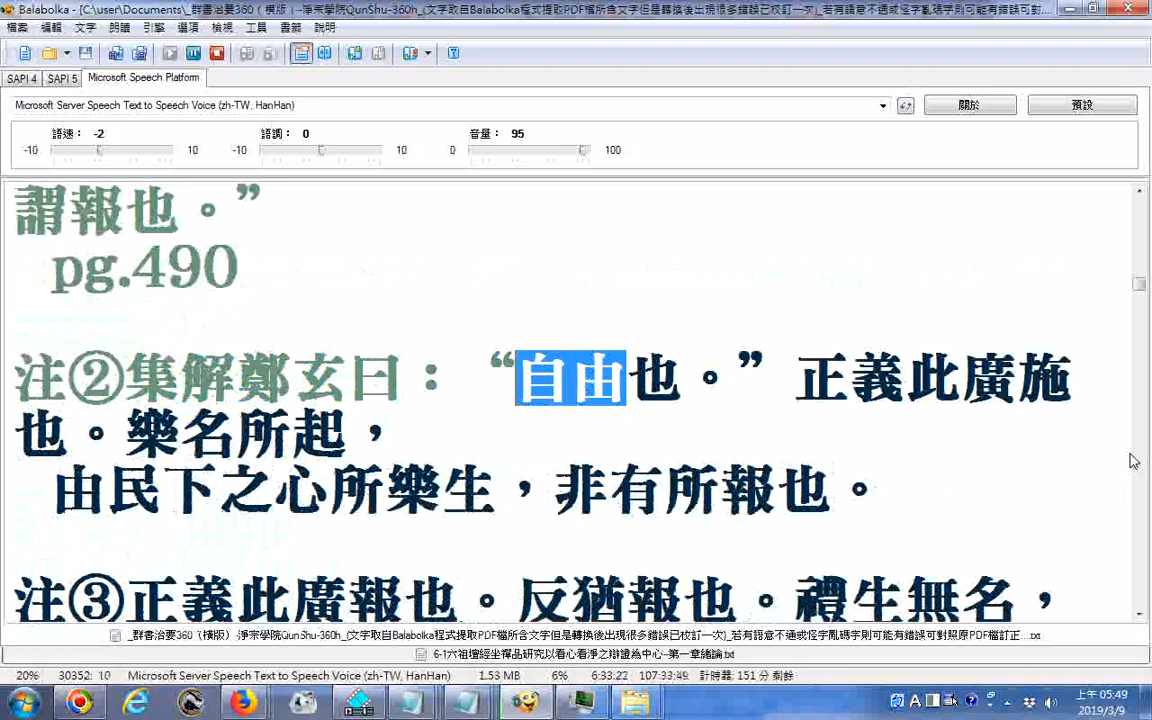 Balabolka - [C:\user\Documents\_群書治要360（橫版）-淨宗學院QunShu-360h_(文字取自Balabolka程式提取PDF檔所含文字但是轉換後出現很多錯誤已校訂一次)_若有語意不通或怪字亂碼字則可能有錯誤可對...
檔案 編輯 文字 朗讀 引擎 選項 檢視 工具 書籤 說明
SAPI 4 SAPI 5 Microsoft Speech Platform
Microsoft Server Speech Text to Speech Voice (zh-TW, HanHan) 關於 預設
語速： -2 語調： 0 音量： 95
-10 10 -10 10 0 100
謂報也。”
pg.490
注②集解鄭玄曰：“自由也。”正義此廣施
也。樂名所起，
由民下之心所樂生，非有所報也。
注③正義此廣報也。反猶報也。禮生無名，
_群書治要360（橫版）-淨宗學院QunShu-360h_(文字取自Balabolka程式提取PDF檔所含文字但是轉換後出現很多錯誤已校訂一次)_若有語意不通或怪字亂碼字則可能有錯誤可對照原PDF檔訂正....txt
6-1六祖壇經坐禪品研究以看心看淨之辯證為中心--第一章緒論.txt
20% 30352: 10 Microsoft Server Speech Text to Speech Voice (zh-TW, HanHan) 1.53 MB 6% 6:33:22 107:33:49 計時器: 151 分 剩餘
上午 05:49
2019/3/9